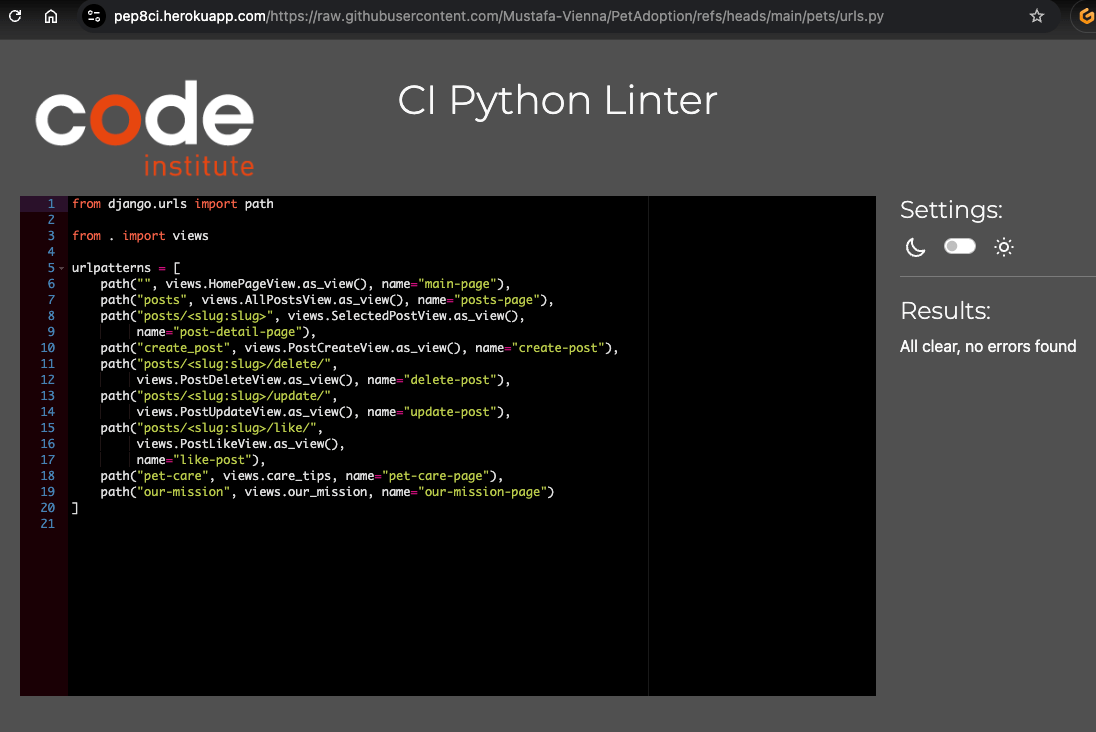 pep8ci.herokuapp.com/https://raw.githubusercontent.com/Mustafa-Vienna/PetAdoption/refs/heads/main/pets/urls.py
code
institute
CI Python Linter
1 from django.urls import path
2
3 from . import views
4
5 urlpatterns = [
6     path("", views.HomePageView.as_view(), name="main-page"),
7     path("posts", views.AllPostsView.as_view(), name="posts-page"),
8     path("posts/<slug:slug>", views.SelectedPostView.as_view(),
9          name="post-detail-page"),
10     path("create_post", views.PostCreateView.as_view(), name="create-post"),
11     path("posts/<slug:slug>/delete/",
12          views.PostDeleteView.as_view(), name="delete-post"),
13     path("posts/<slug:slug>/update/",
14          views.PostUpdateView.as_view(), name="update-post"),
15     path("posts/<slug:slug>/like/",
16          views.PostLikeView.as_view(),
17          name="like-post"),
18     path("pet-care", views.care_tips, name="pet-care-page"),
19     path("our-mission", views.our_mission, name="our-mission-page")
20 ]
21
Settings:
Results:
All clear, no errors found